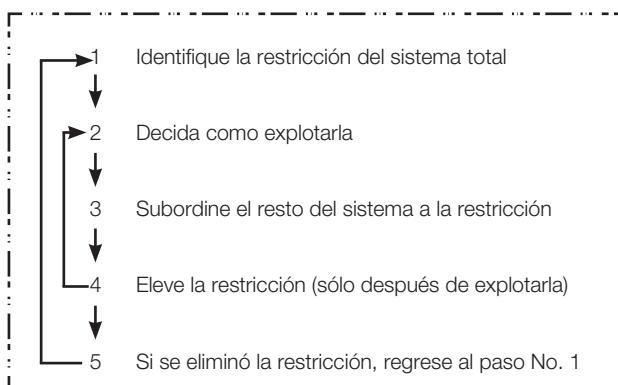 1 Identifique la restricción del sistema total
2 Decida como explotarla
3 Subordine el resto del sistema a la restricción
4 Eleve la restricción (sólo después de explotarla)
5 Si se eliminó la restricción, regrese al paso No. 1